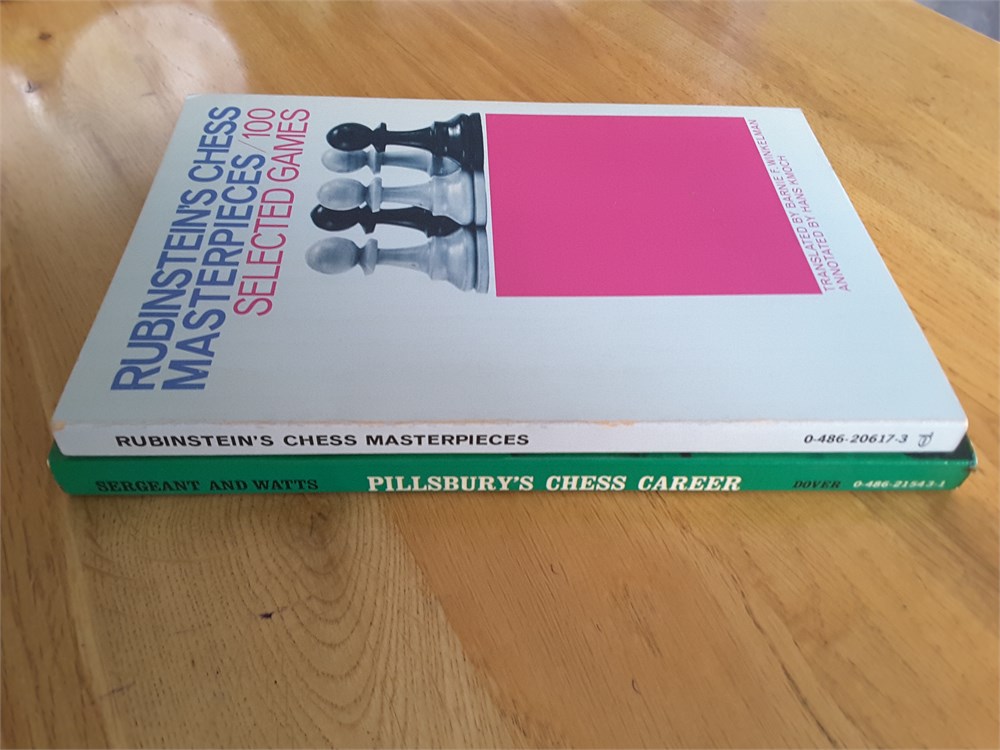 RUBINSTEIN'S CHESS
MASTERPIECES/100
SELECTED GAMES
TRANSLATED BY BARNIE F. WINKELMAN
ANNOTATED BY HANS KMOCH
RUBINSTEIN'S CHESS MASTERPIECES 0-486-20617-3
SERGEANT AND WATTS PILLSBURY'S CHESS CAREER DOVER 0-486-21543-1